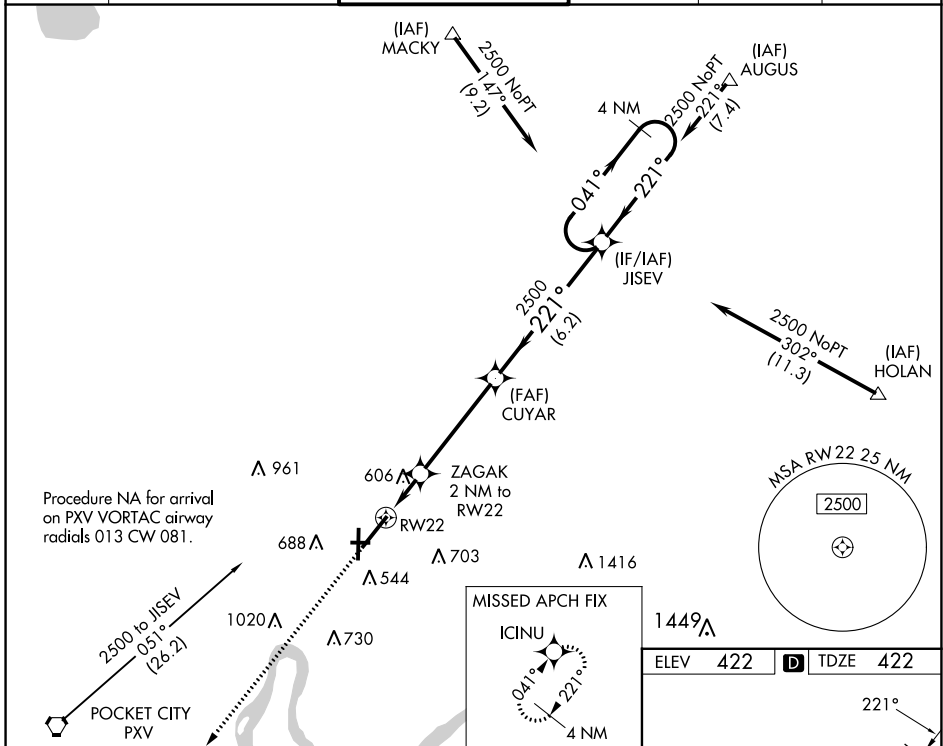 (IAF)
MACKY
2500 NoPT
147°
(9.2)
(IAF)
AUGUS
2500 NoPT
221°
(7.4)
4 NM
041°
221°
(IF/IAF)
JISEV
2500
221°
(6.2)
2500 NoPT
302°
(11.3)
(IAF)
HOLAN
(FAF)
CUYAR
961
606
ZAGAK
2 NM to
RW22
Procedure NA for arrival
on PXV VORTAC airway
radials 013 CW 081.
RW22
688
703
544
1416
MSA RW 22 25 NM
2500
2500 to JISEV
051°
(26.2)
1020
730
POCKET CITY
PXV
MISSED APCH FIX
ICINU
041°
221°
4 NM
1449
ELEV 422 D TDZE 422
221°